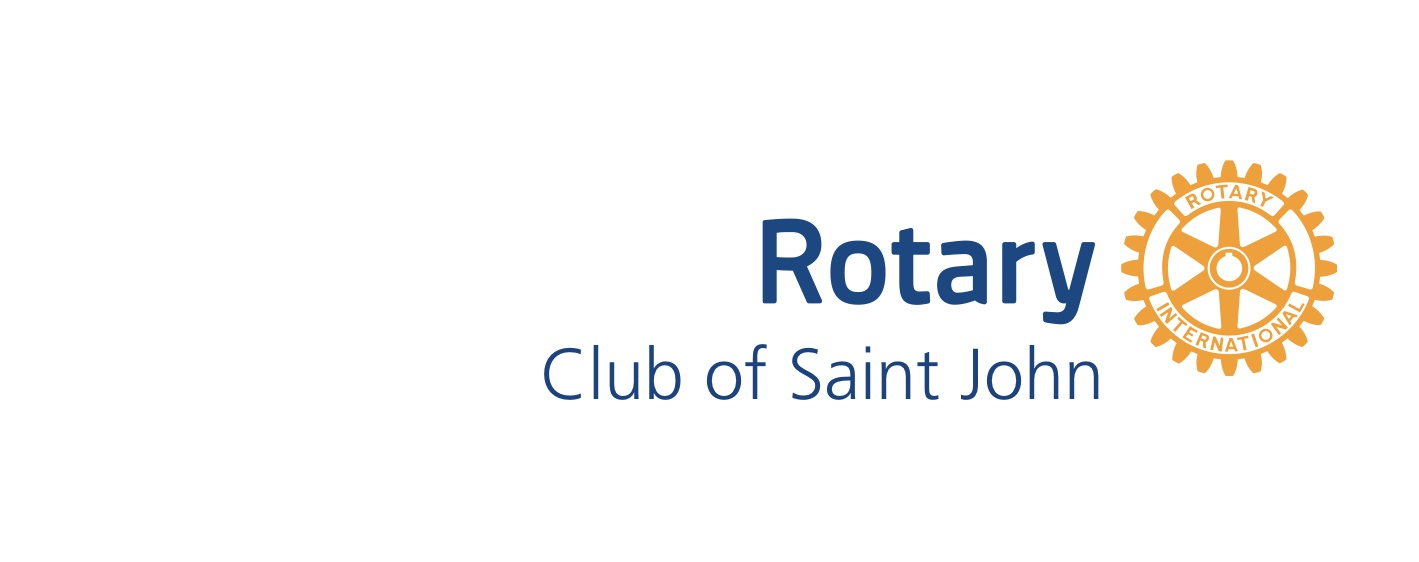 Rotary
Club of Saint John
ROTARY
INTERNATIONAL